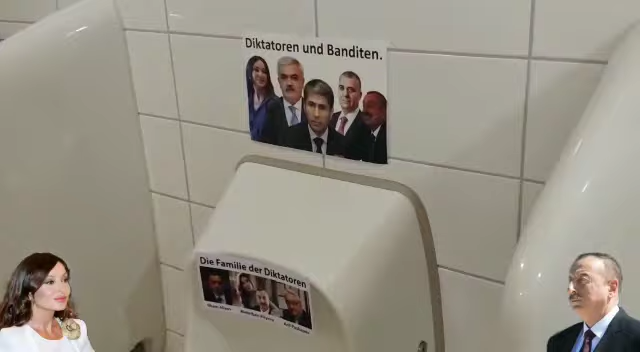 Diktatoren und Banditen.
Die Familie der Diktatoren